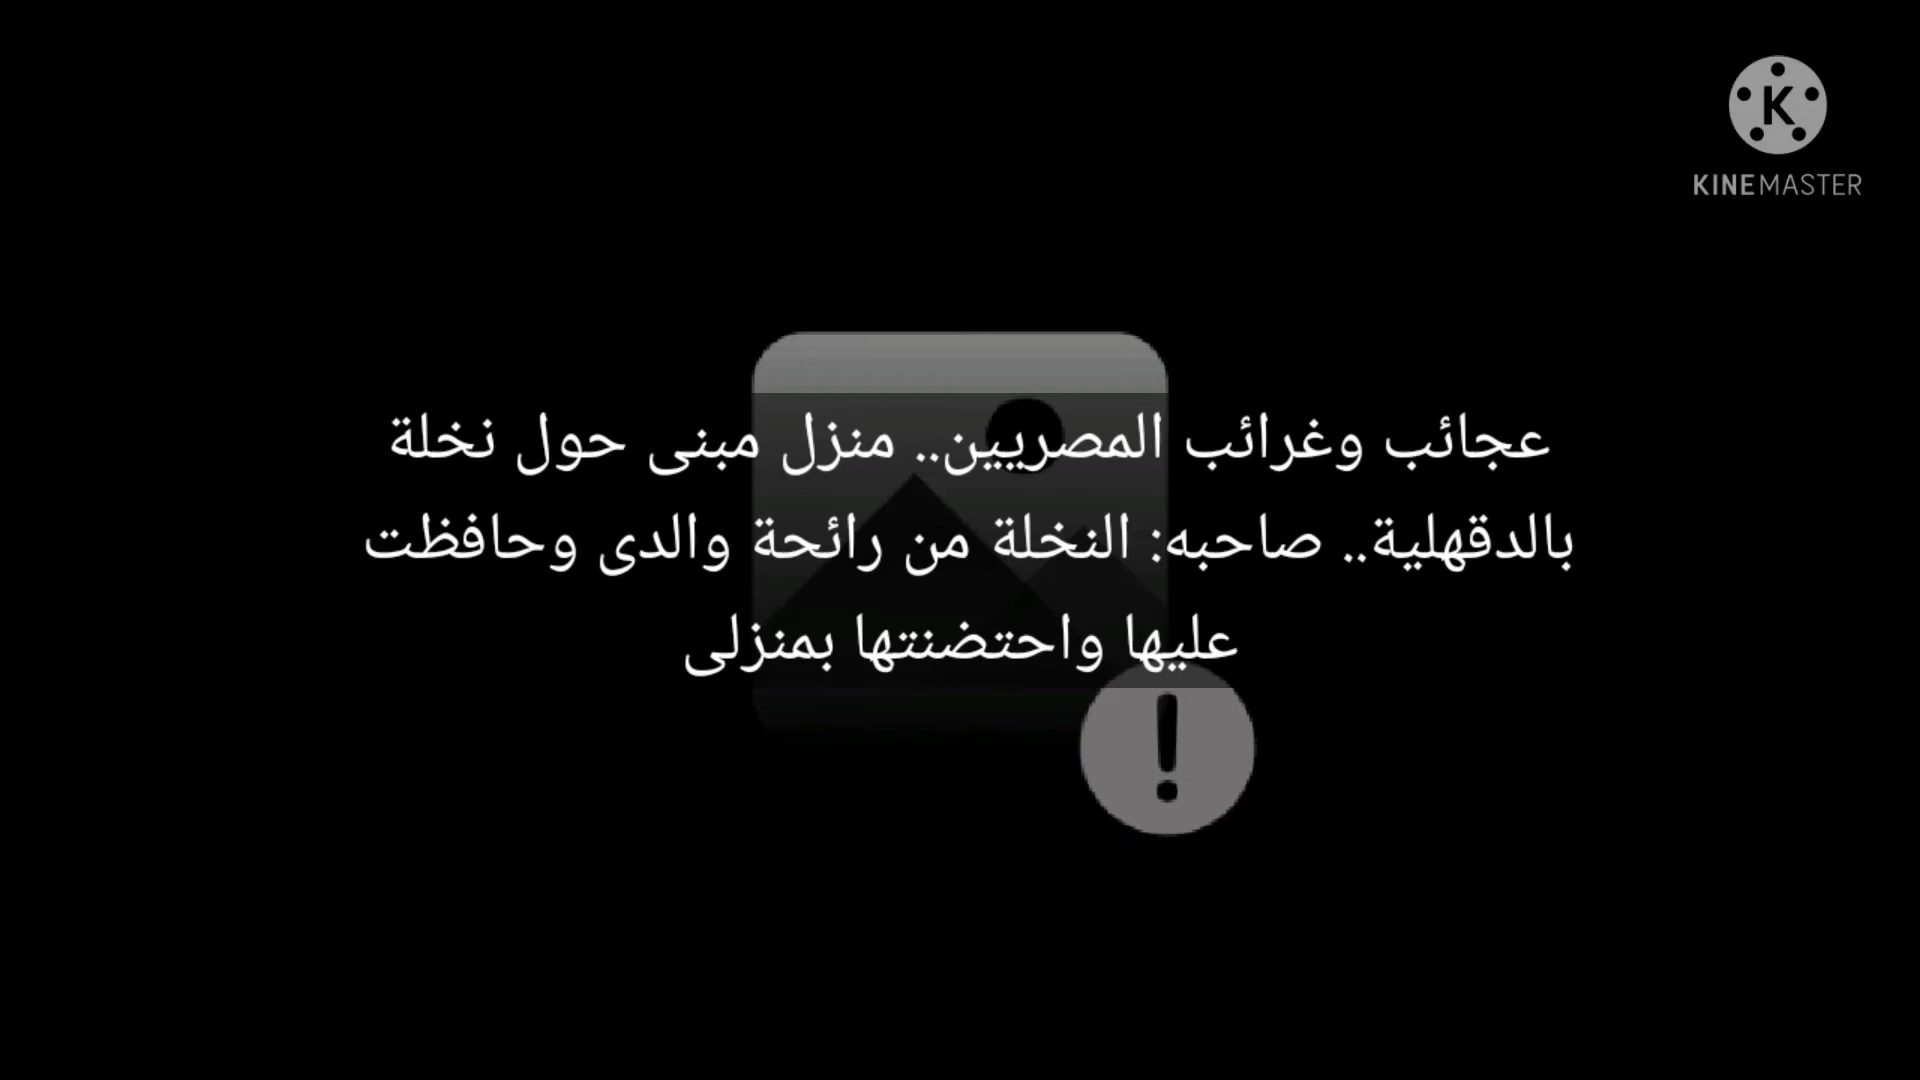 KINEMASTER
عجائب وغرائب المصريين.. منزل مبنى حول نخلة
بالدقهلية.. صاحبه: النخلة من رائحة والدى وحافظت
عليها واحتضنتها بمنزلى